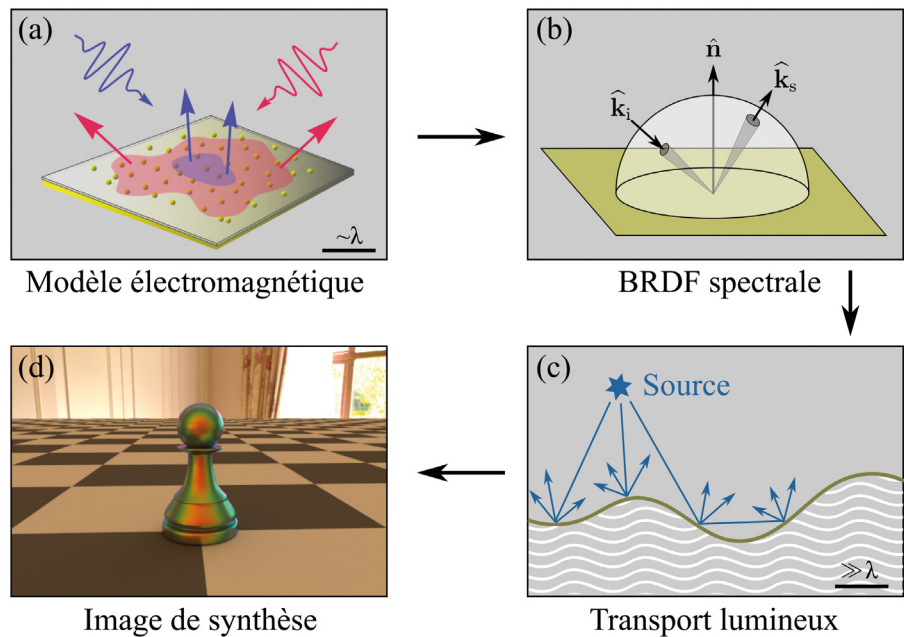 (a)
~λ
Modèle électromagnétique
(b)
n̂
k̂i
k̂s
BRDF spectrale
(d)
Image de synthèse
(c)
Source
≫ λ
Transport lumineux